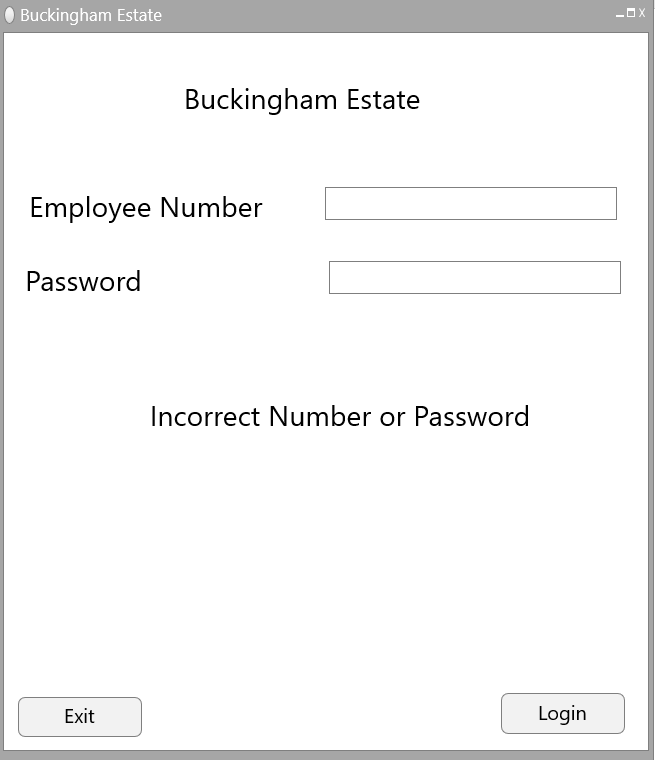 Buckingham Estate
Buckingham Estate
Employee Number
Password
Incorrect Number or Password
Exit
Login